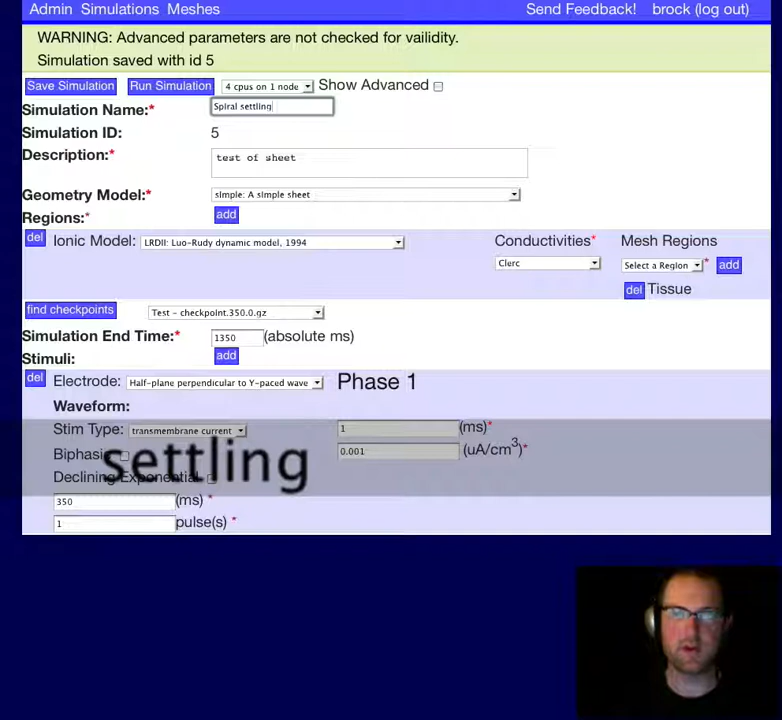 Admin Simulations Meshes Send Feedback! brock (log out)
WARNING: Advanced parameters are not checked for vailidity.
Simulation saved with id 5
Save Simulation Run Simulation 4 cpus on 1 node Show Advanced
Simulation Name:* Spiral settling
Simulation ID: 5
Description:* test of sheet
Geometry Model:* simple: A simple sheet
Regions:* add
del Ionic Model: LRDII: Luo-Rudy dynamic model, 1994 Conductivities* Mesh Regions
Clerc Select a Region * add
del Tissue
find checkpoints Test - checkpoint.350.0.gz
Simulation End Time:* 1350 (absolute ms)
Stimuli: add
del Electrode: Half-plane perpendicular to Y-paced wave Phase 1
Waveform:
Stim Type: transmembrane current 1 (ms)*
Biphasic 0.001 (uA/cm3)*
settling
Declining Exponential
350 (ms) *
1 pulse(s) *